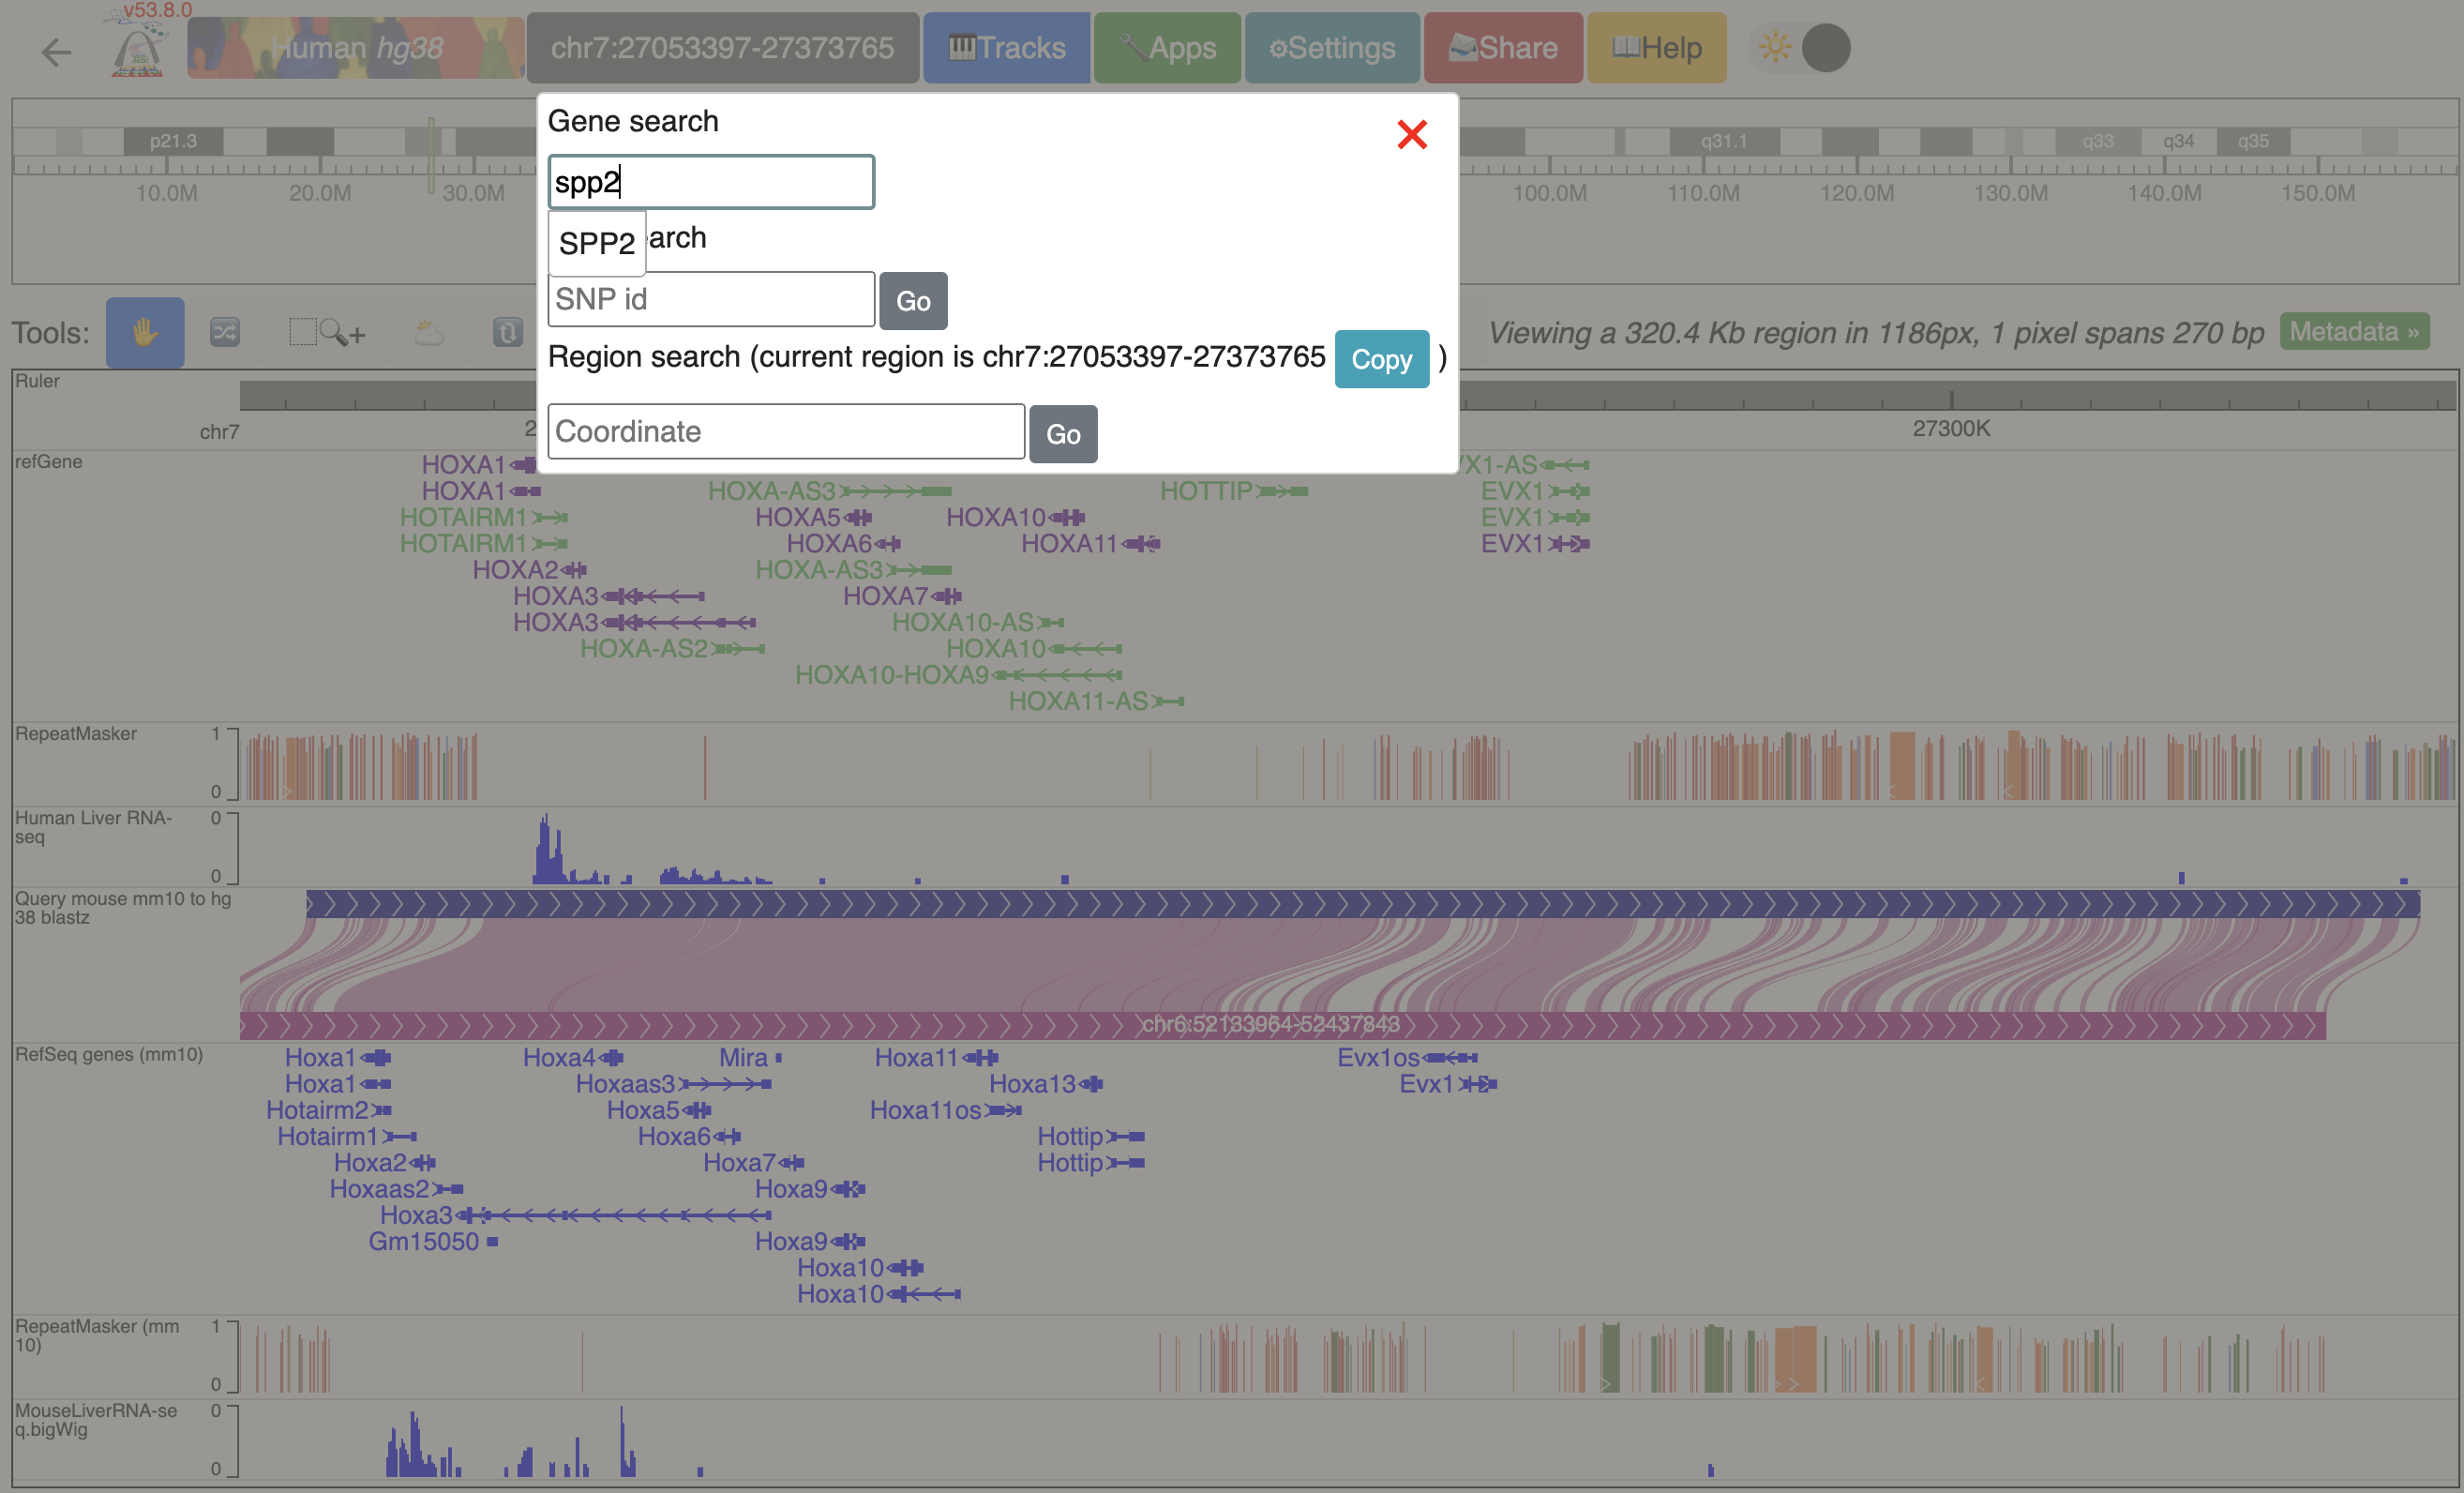 v53.8.0
Human hg38
chr7:27053397-27373765
Tracks
Apps
Settings
Share
Help
Gene search
spp2
SPP2
arch
SNP id
Go
Region search (current region is chr7:27053397-27373765 Copy )
Coordinate
Go
p21.3
q31.1
q33
q34
q35
10.0M
20.0M
30.0M
100.0M
110.0M
120.0M
130.0M
140.0M
150.0M
Tools:
Viewing a 320.4 Kb region in 1186px, 1 pixel spans 270 bp
Metadata »
Ruler
chr7
2
27300K
refGene
HOXA1
X1-AS
HOXA1
HOXA-AS3
HOTTIP
EVX1
HOTAIRM1
HOXA5
HOXA10
EVX1
HOTAIRM1
HOXA6
HOXA11
EVX1
HOXA2
HOXA-AS3
HOXA3
HOXA7
HOXA3
HOXA10-AS
HOXA-AS2
HOXA10
HOXA10-HOXA9
HOXA11-AS
RepeatMasker
1
0
Human Liver RNA-
seq
0
0
Query mouse mm10 to hg
38 blastz
chr6:52133964-52437843
RefSeq genes (mm10)
Hoxa1
Hoxa4
Mira
Hoxa11
Evx1os
Hoxa1
Hoxaas3
Hoxa13
Evx1
Hotairm2
Hoxa5
Hoxa11os
Hotairm1
Hoxa6
Hottip
Hoxa2
Hoxa7
Hottip
Hoxaas2
Hoxa9
Hoxa3
Gm15050
Hoxa9
Hoxa10
Hoxa10
RepeatMasker (mm
10)
1
0
MouseLiverRNA-se
q.bigWig
0
0